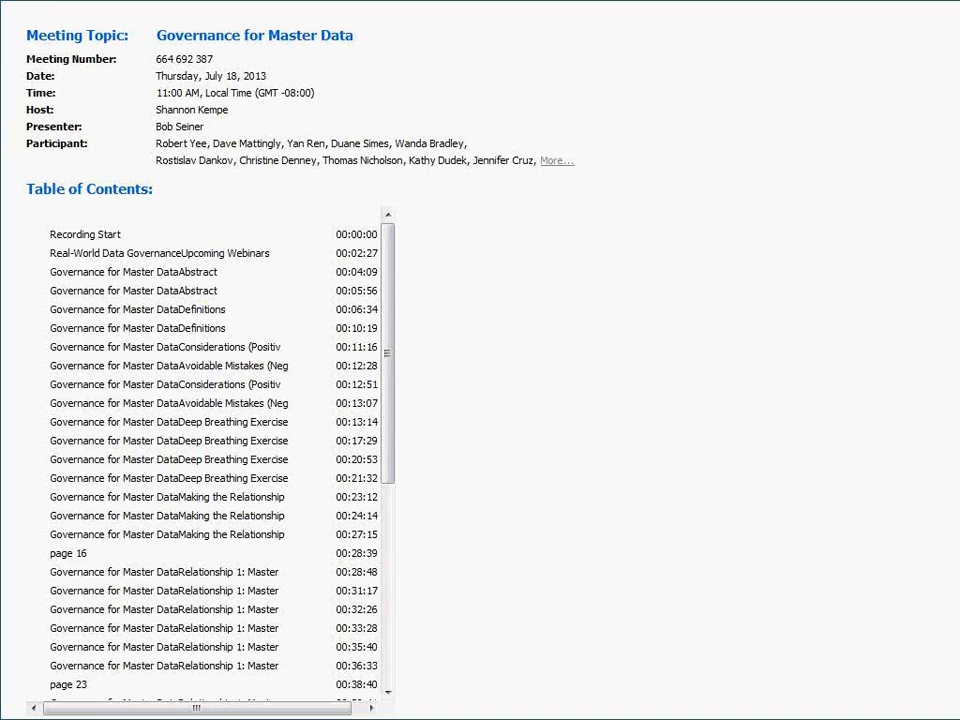 Meeting Topic: Governance for Master Data
Meeting Number: 664 692 387
Date: Thursday, July 18, 2013
Time: 11:00 AM, Local Time (GMT -08:00)
Host: Shannon Kempe
Presenter: Bob Seiner
Participant: Robert Yee, Dave Mattingly, Yan Ren, Duane Simes, Wanda Bradley,
Rostislav Dankov, Christine Denney, Thomas Nicholson, Kathy Dudek, Jennifer Cruz, More...
Table of Contents:
Recording Start 00:00:00
Real-World Data GovernanceUpcoming Webinars 00:02:27
Governance for Master DataAbstract 00:04:09
Governance for Master DataAbstract 00:05:56
Governance for Master DataDefinitions 00:06:34
Governance for Master DataDefinitions 00:10:19
Governance for Master DataConsiderations (Positiv 00:11:16
Governance for Master DataAvoidable Mistakes (Neg 00:12:28
Governance for Master DataConsiderations (Positiv 00:12:51
Governance for Master DataAvoidable Mistakes (Neg 00:13:07
Governance for Master DataDeep Breathing Exercise 00:13:14
Governance for Master DataDeep Breathing Exercise 00:17:29
Governance for Master DataDeep Breathing Exercise 00:20:53
Governance for Master DataDeep Breathing Exercise 00:21:32
Governance for Master DataMaking the Relationship 00:23:12
Governance for Master DataMaking the Relationship 00:24:14
Governance for Master DataMaking the Relationship 00:27:15
page 16 00:28:39
Governance for Master DataRelationship 1: Master 00:28:48
Governance for Master DataRelationship 1: Master 00:31:17
Governance for Master DataRelationship 1: Master 00:32:26
Governance for Master DataRelationship 1: Master 00:33:28
Governance for Master DataRelationship 1: Master 00:35:40
Governance for Master DataRelationship 1: Master 00:36:33
page 23 00:38:40